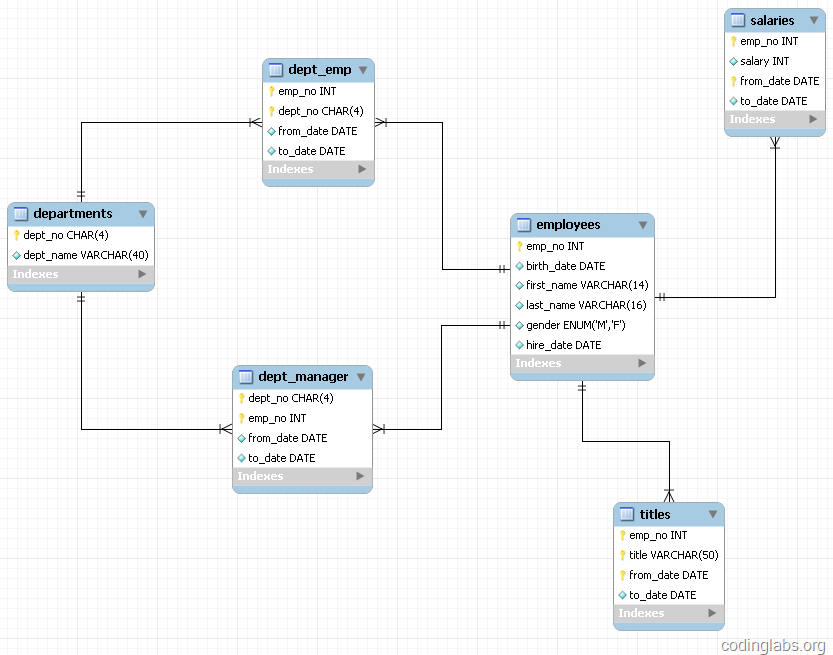 salaries
emp_no INT
salary INT
from_date DATE
to_date DATE
Indexes
dept_emp
emp_no INT
dept_no CHAR(4)
from_date DATE
to_date DATE
Indexes
departments
dept_no CHAR(4)
dept_name VARCHAR(40)
Indexes
employees
emp_no INT
birth_date DATE
first_name VARCHAR(14)
last_name VARCHAR(16)
gender ENUM('M','F')
hire_date DATE
Indexes
dept_manager
dept_no CHAR(4)
emp_no INT
from_date DATE
to_date DATE
Indexes
titles
emp_no INT
title VARCHAR(50)
from_date DATE
to_date DATE
Indexes
codinglabs.org